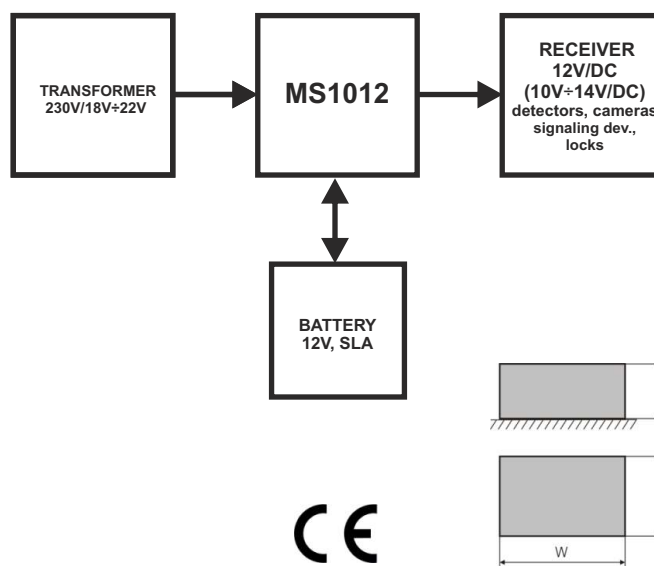 TRANSFORMER
230V/18V÷22V
MS1012
RECEIVER
12V/DC
(10V÷14V/DC)
detectors, cameras
signaling dev.,
locks
BATTERY
12V, SLA
CE
W